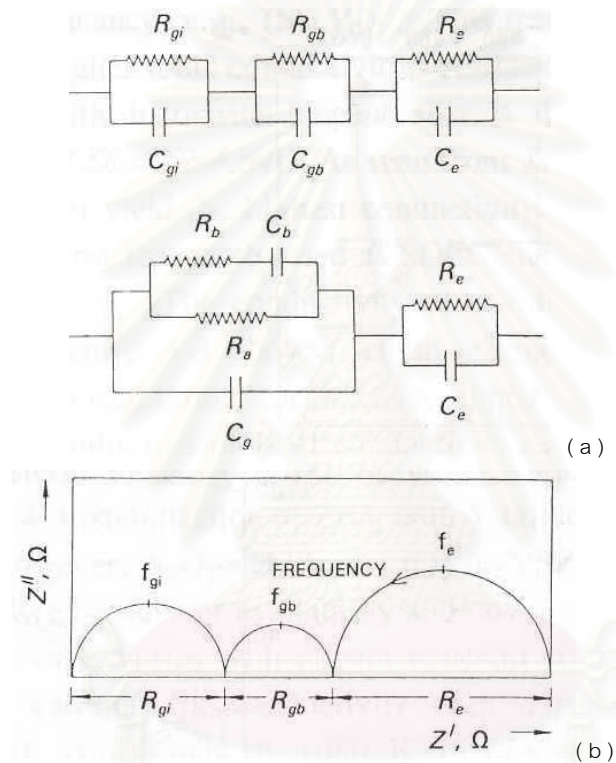 R_gi R_gb R_e
C_gi C_gb C_e
R_b C_b
R_e
R_a
C_e
C_g
(a)
Z'', Ω
f_gi
FREQUENCY
f_e
f_gb
R_gi R_gb R_e
Z', Ω
(b)